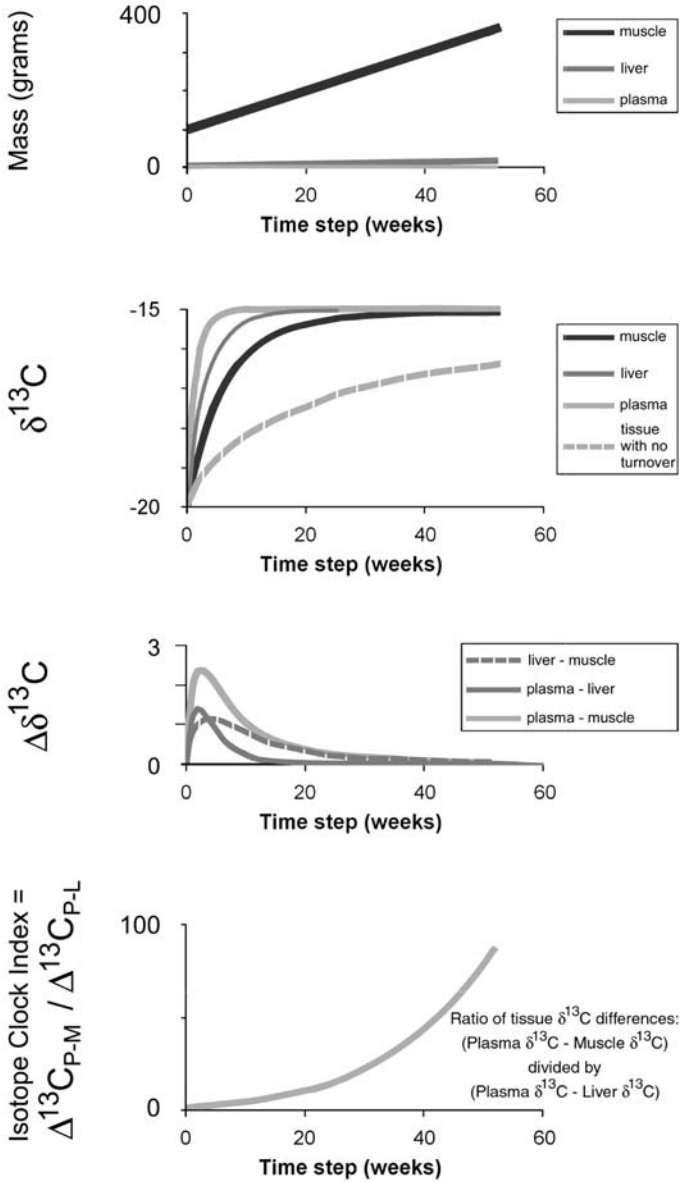 Mass (grams)
400
0
0 20 40 60
Time step (weeks)
muscle
liver
plasma
δ¹³C
-15
-20
0 20 40 60
Time step (weeks)
muscle
liver
plasma
tissue
with no
turnover
Δδ¹³C
3
0
0 20 40 60
Time step (weeks)
liver - muscle
plasma - liver
plasma - muscle
Isotope Clock Index =
Δ¹³C_P-M / Δ¹³C_P-L
100
50
0
0 20 40 60
Time step (weeks)
Ratio of tissue δ¹³C differences:
(Plasma δ¹³C - Muscle δ¹³C)
divided by
(Plasma δ¹³C - Liver δ¹³C)